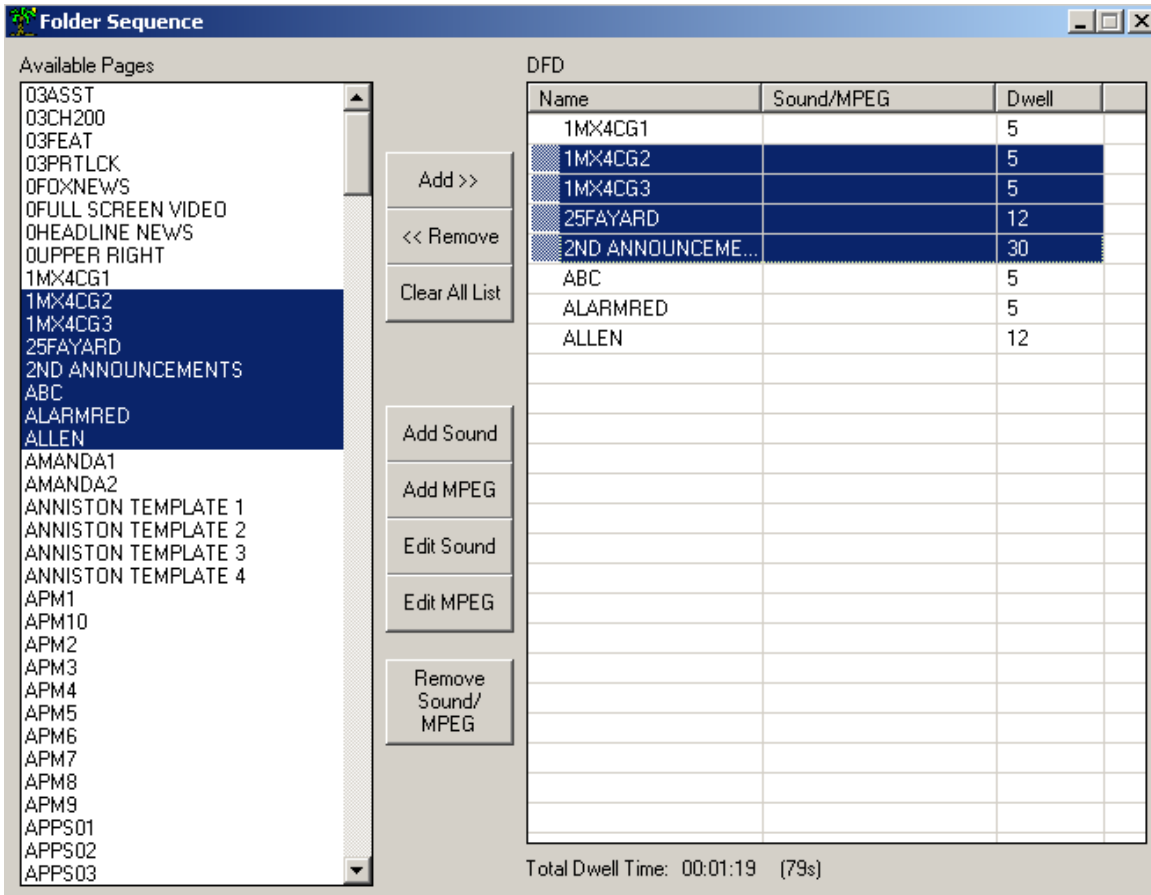 Folder Sequence
Available Pages
03ASST
03CH200
03FEAT
03PRTLCK
0FOXNEWS
0FULL SCREEN VIDEO
0HEADLINE NEWS
0UPPER RIGHT
1MX4CG1
1MX4CG2
1MX4CG3
25FAYARD
2ND ANNOUNCEMENTS
ABC
ALARMRED
ALLEN
AMANDA1
AMANDA2
ANNISTON TEMPLATE 1
ANNISTON TEMPLATE 2
ANNISTON TEMPLATE 3
ANNISTON TEMPLATE 4
APM1
APM10
APM2
APM3
APM4
APM5
APM6
APM7
APM8
APM9
APPS01
APPS02
APPS03
Add >>
<< Remove
Clear All List
Add Sound
Add MPEG
Edit Sound
Edit MPEG
Remove
Sound/
MPEG
DFD
Name Sound/MPEG Dwell
1MX4CG1 5
1MX4CG2 5
1MX4CG3 5
25FAYARD 12
2ND ANNOUNCEME... 30
ABC 5
ALARMRED 5
ALLEN 12
Total Dwell Time: 00:01:19 (79s)